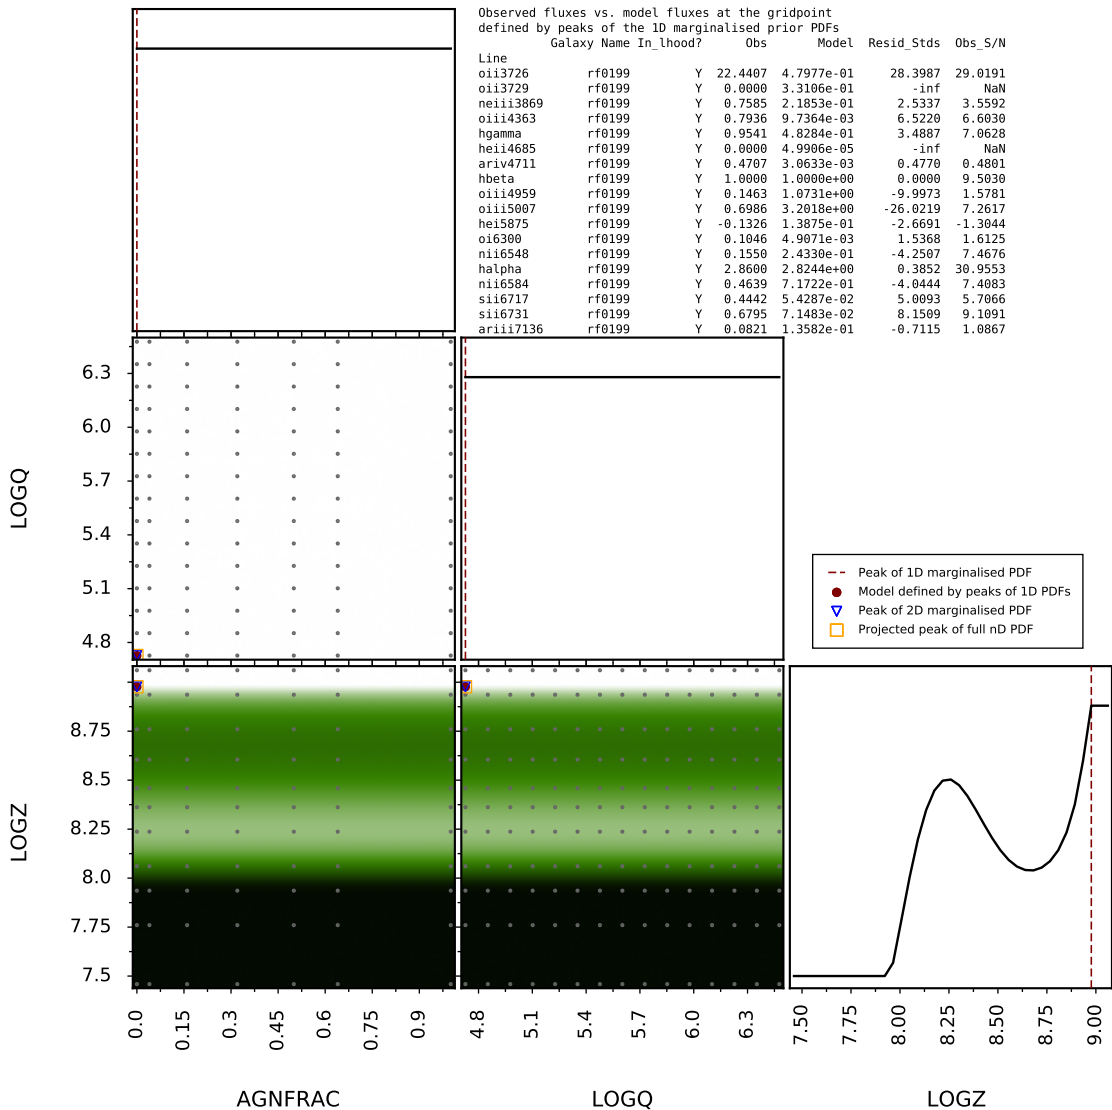 Observed fluxes vs. model fluxes at the gridpoint
defined by peaks of the 1D marginalised prior PDFs
Galaxy Name In_lhood? Obs Model Resid_Stds Obs_S/N
Line
oii3726 rf0199 Y 22.4407 4.7977e-01 28.3987 29.0191
oii3729 rf0199 Y 0.0000 3.3106e-01 -inf NaN
neiii3869 rf0199 Y 0.7585 2.1853e-01 2.5337 3.5592
oiii4363 rf0199 Y 0.7936 9.7364e-03 6.5220 6.6030
hgamma rf0199 Y 0.9541 4.8284e-01 3.4887 7.0628
heii4685 rf0199 Y 0.0000 4.9906e-05 -inf NaN
ariv4711 rf0199 Y 0.4707 3.0633e-03 0.4770 0.4801
hbeta rf0199 Y 1.0000 1.0000e+00 0.0000 9.5030
oiii4959 rf0199 Y 0.1463 1.0731e+00 -9.9973 1.5781
oiii5007 rf0199 Y 0.6986 3.2018e+00 -26.0219 7.2617
hei5875 rf0199 Y -0.1326 1.3875e-01 -2.6691 -1.3044
oi6300 rf0199 Y 0.1046 4.9071e-03 1.5368 1.6125
nii6548 rf0199 Y 0.1550 2.4330e-01 -4.2507 7.4676
halpha rf0199 Y 2.8600 2.8244e+00 0.3852 30.9553
nii6584 rf0199 Y 0.4639 7.1722e-01 -4.0444 7.4083
sii6717 rf0199 Y 0.4442 5.4287e-02 5.0093 5.7066
sii6731 rf0199 Y 0.6795 7.1483e-02 8.1509 9.1091
ariii7136 rf0199 Y 0.0821 1.3582e-01 -0.7115 1.0867
6.3
6.0
5.7
5.4
5.1
4.8
LOGQ
Peak of 1D marginalised PDF
Model defined by peaks of 1D PDFs
Peak of 2D marginalised PDF
Projected peak of full nD PDF
8.75
8.5
8.25
8.0
7.75
7.5
LOGZ
0.0 0.15 0.3 0.45 0.6 0.75 0.9
4.8 5.1 5.4 5.7 6.0 6.3
7.50 7.75 8.00 8.25 8.50 8.75 9.00
AGNFRAC LOGQ LOGZ